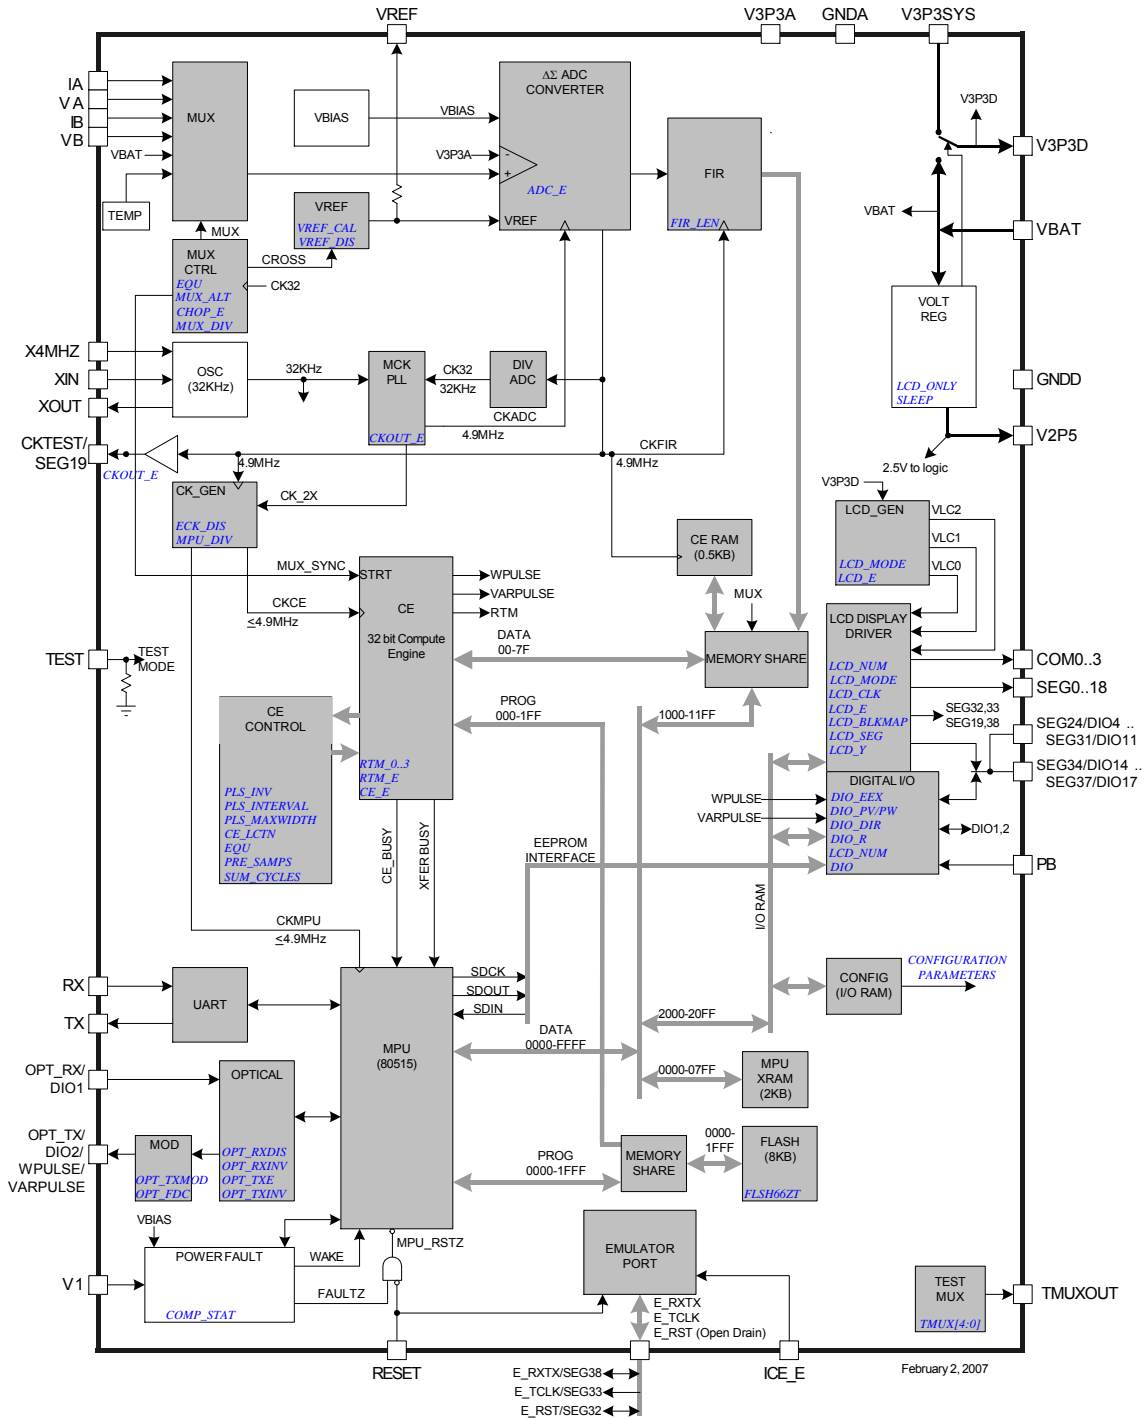 VREF
V3P3A
GNDA
V3P3SYS
IA
VA
IB
VB
VBAT
TEMP
MUX
VBIAS
VBIAS
V3P3A
ΔΣ ADC
CONVERTER
-
+
ADC_E
VREF
FIR
FIR_LEN
VREF
VREF_CAL
VREF_DIS
V3P3D
V3P3D
VBAT
VBAT
MUX
MUX
CTRL
EQU
MUX_ALT
CHOP_E
MUX_DIV
CROSS
CK32
VOLT
REG
LCD_ONLY
SLEEP
GNDD
V2P5
2.5V to logic
X4MHZ
XIN
XOUT
OSC
(32KHz)
32KHz
MCK
PLL
CKOUT_E
CK32
32KHz
DIV
ADC
CKADC
4.9MHz
CKTEST/
SEG19
CKOUT_E
4.9MHz
CKFIR
4.9MHz
CK_GEN
ECK_DIS
MPU_DIV
CK_2X
V3P3D
LCD_GEN
LCD_MODE
LCD_E
VLC2
VLC1
VLC0
CE RAM
(0.5KB)
MUX_SYNC
STRT
CE
32 bit Compute
Engine
RTM_0..3
RTM_E
CE_E
WPULSE
VARPULSE
RTM
CKCE
≤4.9MHz
DATA
00-7F
MUX
MEMORY SHARE
LCD DISPLAY
DRIVER
LCD_NUM
LCD_MODE
LCD_CLK
LCD_E
LCD_BLKMAP
LCD_SEG
LCD_Y
COM0..3
SEG0..18
SEG32,33
SEG19,38
SEG24/DIO4 ..
SEG31/DIO11
SEG34/DIO14 ..
SEG37/DIO17
TEST
TEST
MODE
CE
CONTROL
PLS_INV
PLS_INTERVAL
PLS_MAXWIDTH
CE_LCTN
EQU
PRE_SAMPS
SUM_CYCLES
PROG
000-1FF
1000-11FF
DIGITAL I/O
DIO_EEX
DIO_PV/PW
DIO_DIR
DIO_R
LCD_NUM
DIO
WPULSE
VARPULSE
DIO1,2
PB
CE_BUSY
XFER BUSY
EEPROM
INTERFACE
I/O RAM
CKMPU
≤4.9MHz
RX
TX
UART
MPU
(80515)
SDCK
SDOUT
SDIN
CONFIG
(I/O RAM)
CONFIGURATION
PARAMETERS
2000-20FF
DATA
0000-FFFF
0000-07FF
MPU
XRAM
(2KB)
OPT_RX/
DIO1
OPTICAL
OPT_RXDIS
OPT_RXINV
OPT_TXE
OPT_TXINV
OPT_TX/
DIO2/
WPULSE/
VARPULSE
MOD
OPT_TXMOD
OPT_FDC
PROG
0000-1FFF
MEMORY
SHARE
0000-
1FFF
FLASH
(8KB)
FLSH66ZT
VBIAS
POWER FAULT
COMP_STAT
V1
WAKE
FAULTZ
MPU_RSTZ
EMULATOR
PORT
E_RXTX
E_TCLK
E_RST (Open Drain)
TEST
MUX
TMUX[4:0]
TMUXOUT
RESET
ICE_E
February 2, 2007
E_RXTX/SEG38
E_TCLK/SEG33
E_RST/SEG32